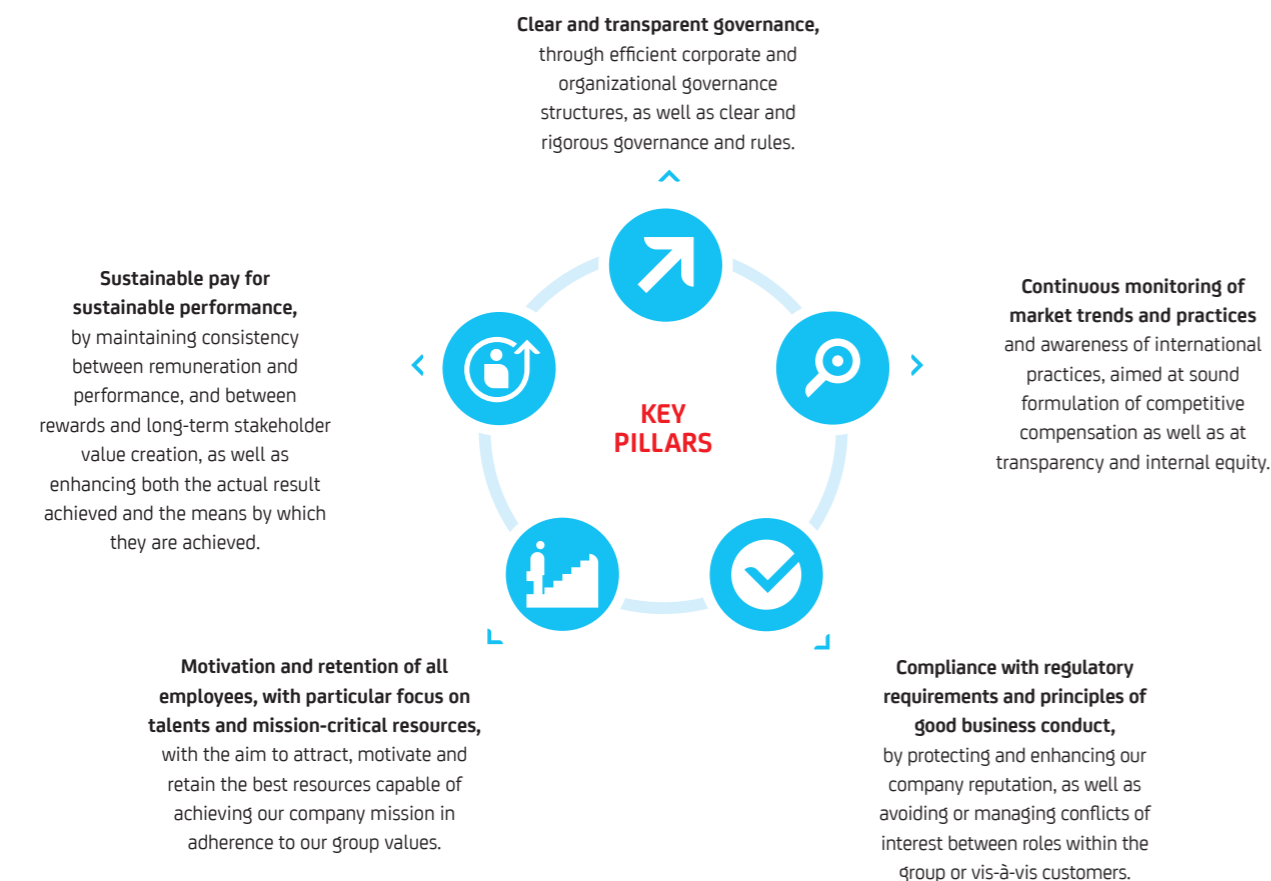 Clear and transparent governance,
through efficient corporate and
organizational governance
structures, as well as clear and
rigorous governance and rules.
Sustainable pay for
sustainable performance,
by maintaining consistency
between remuneration and
performance, and between
rewards and long-term stakeholder
value creation, as well as
enhancing both the actual result
achieved and the means by which
they are achieved.
KEY
PILLARS
Continuous monitoring of
market trends and practices
and awareness of international
practices, aimed at sound
formulation of competitive
compensation as well as at
transparency and internal equity.
Motivation and retention of all
employees, with particular focus on
talents and mission-critical resources,
with the aim to attract, motivate and
retain the best resources capable of
achieving our company mission in
adherence to our group values.
Compliance with regulatory
requirements and principles of
good business conduct,
by protecting and enhancing our
company reputation, as well as
avoiding or managing conflicts of
interest between roles within the
group or vis-à-vis customers.